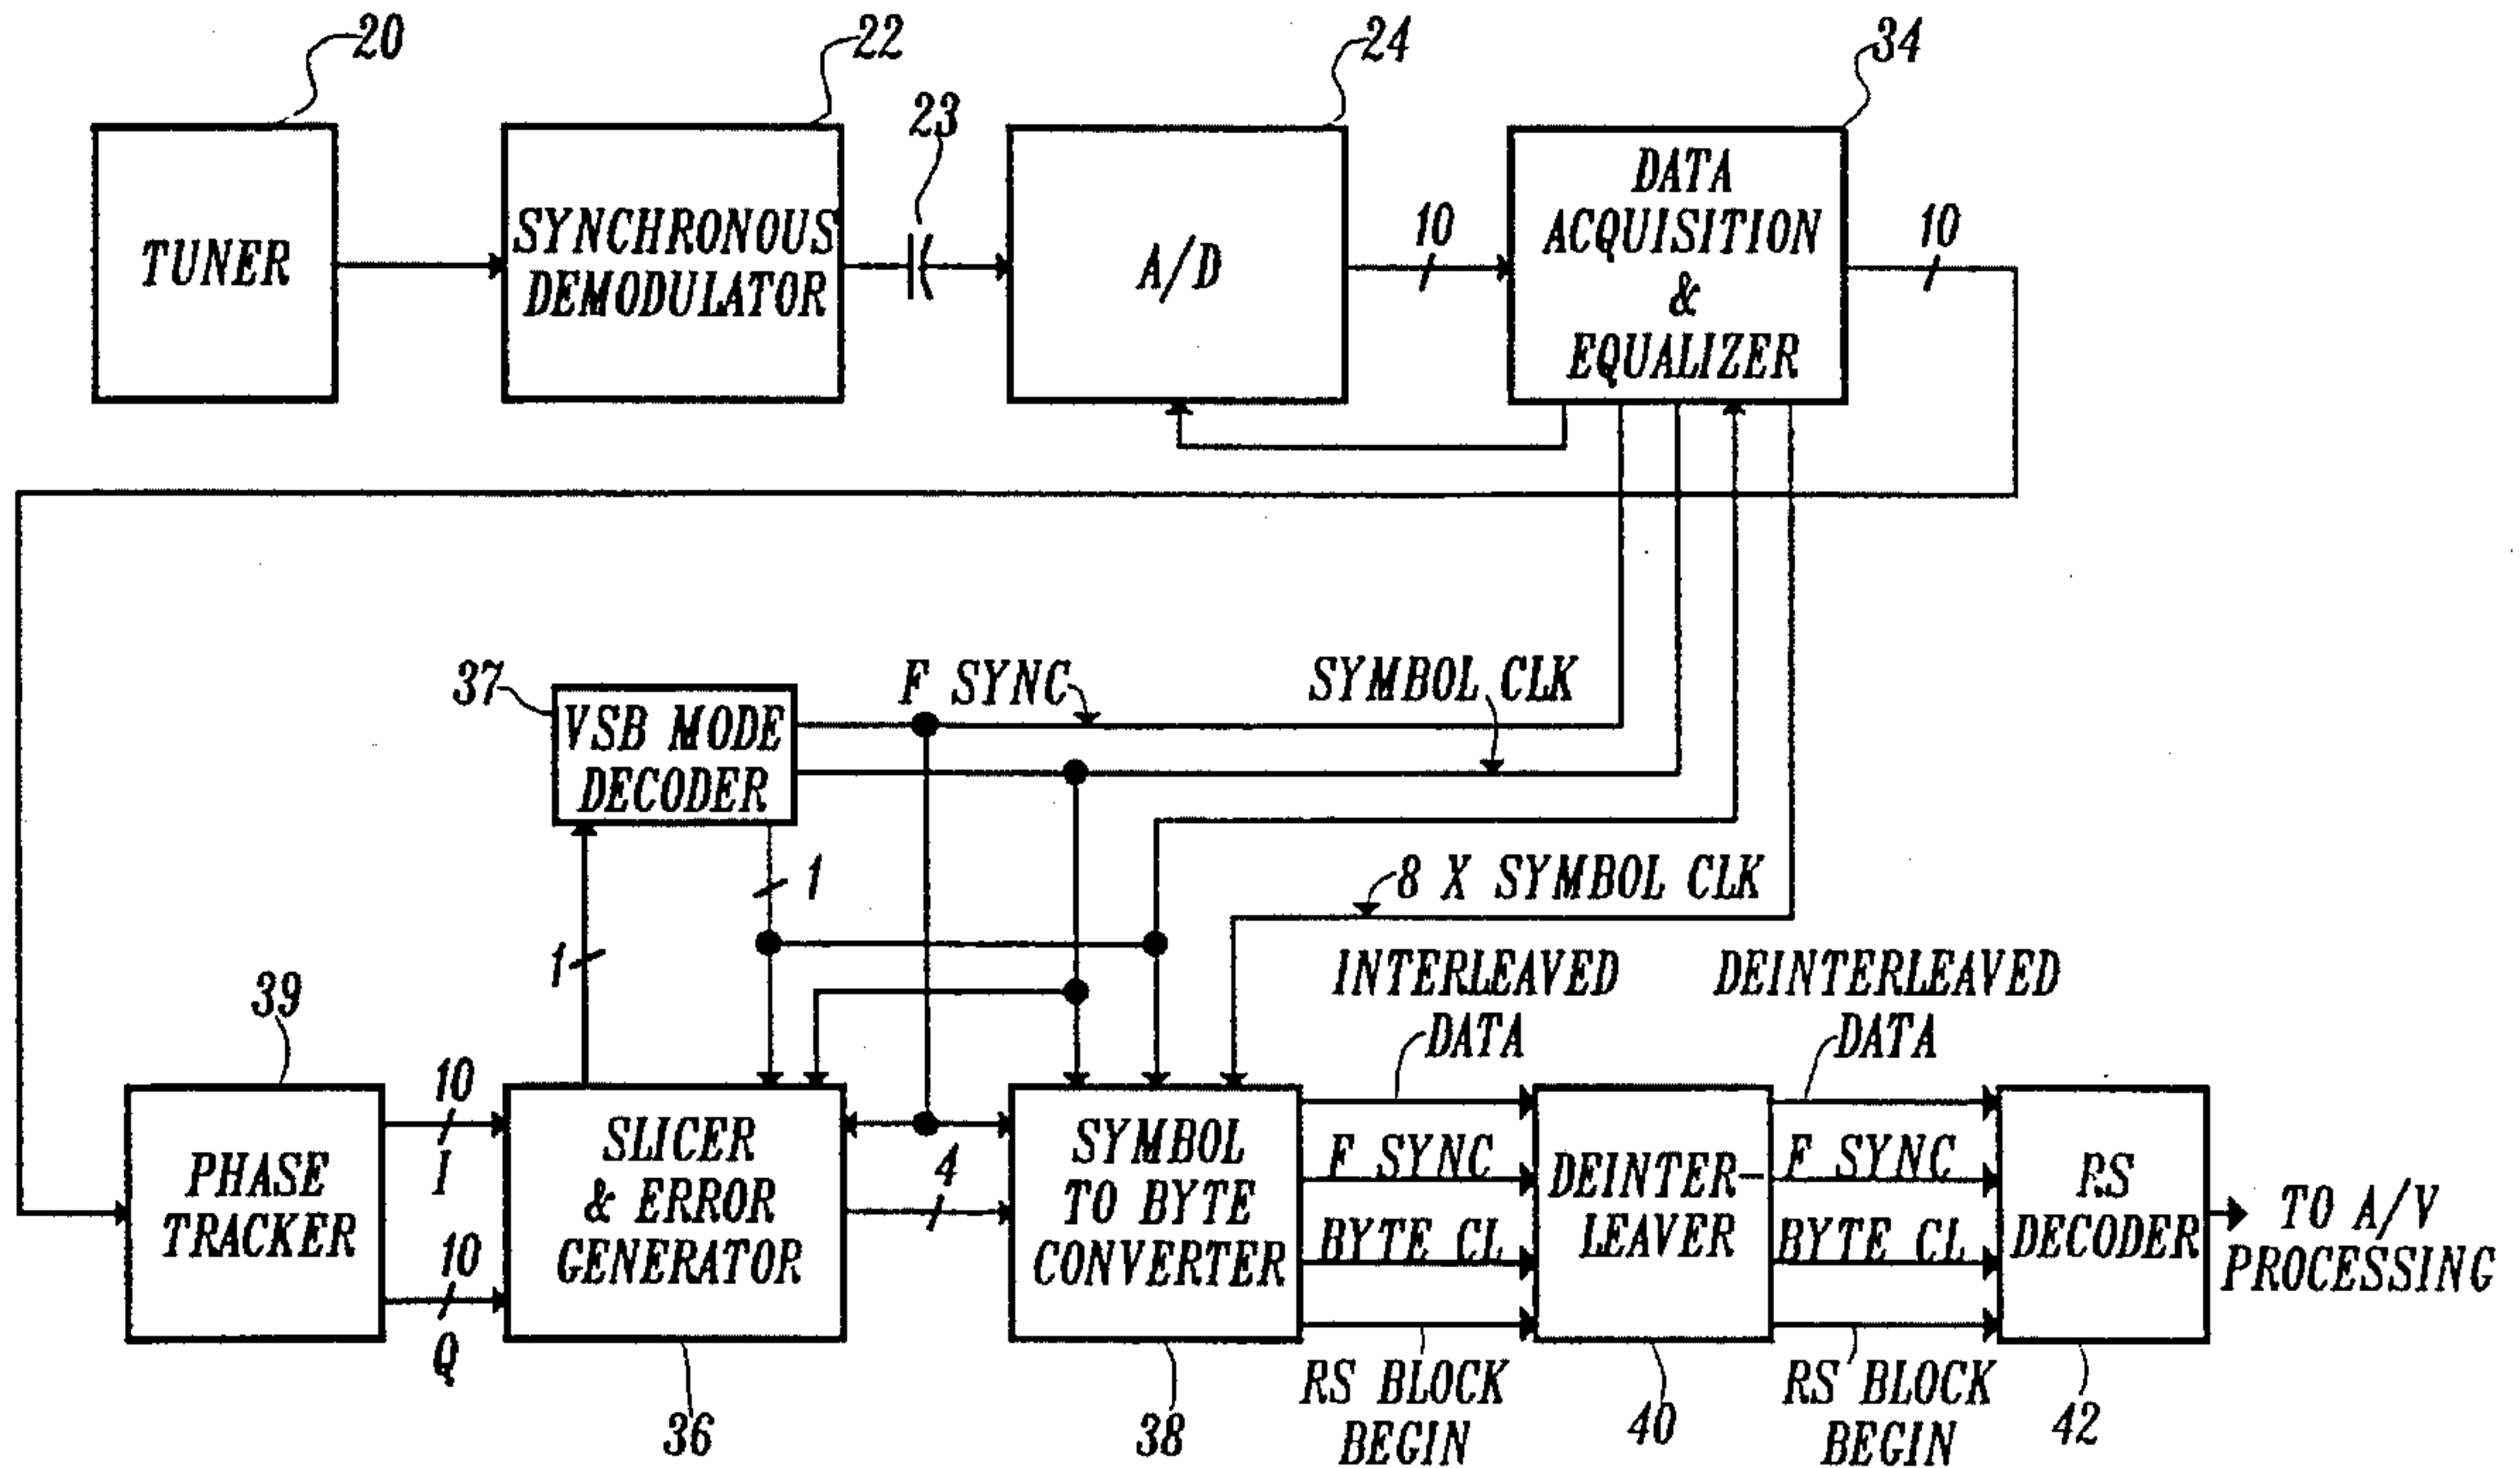 20
22
23
24
34
TUNER
SYNCHRONOUS
DEMODULATOR
A/D
10
DATA
ACQUISITION
&
EQUALIZER
10
37
VSB MODE
DECODER
F SYNC
SYMBOL CLK
1
1
8 X SYMBOL CLK
INTERLEAVED
DATA
DEINTERLEAVED
DATA
39
PHASE
TRACKER
10
I
10
Q
SLICER
& ERROR
GENERATOR
36
4
SYMBOL
TO BYTE
CONVERTER
38
F SYNC
BYTE CL
RS BLOCK
BEGIN
DEINTER-
LEAVER
40
F SYNC
BYTE CL
RS BLOCK
BEGIN
RS
DECODER
42
TO A/V
PROCESSING